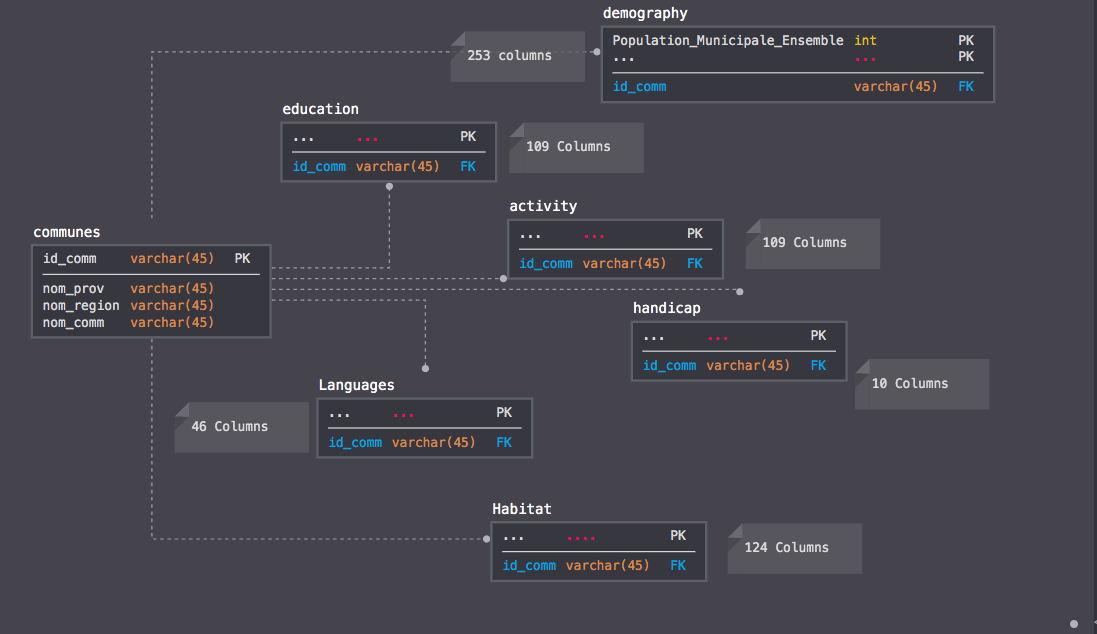 demography
Population_Municipale_Ensemble int PK
... ... PK
id_comm varchar(45) FK
253 columns
education
... ... PK
id_comm varchar(45) FK
109 Columns
activity
... ... PK
id_comm varchar(45) FK
109 Columns
communes
id_comm varchar(45) PK
nom_prov varchar(45)
nom_region varchar(45)
nom_comm varchar(45)
handicap
... ... PK
id_comm varchar(45) FK
10 Columns
Languages
... ... PK
id_comm varchar(45) FK
46 Columns
Habitat
... .... PK
id_comm varchar(45) FK
124 Columns